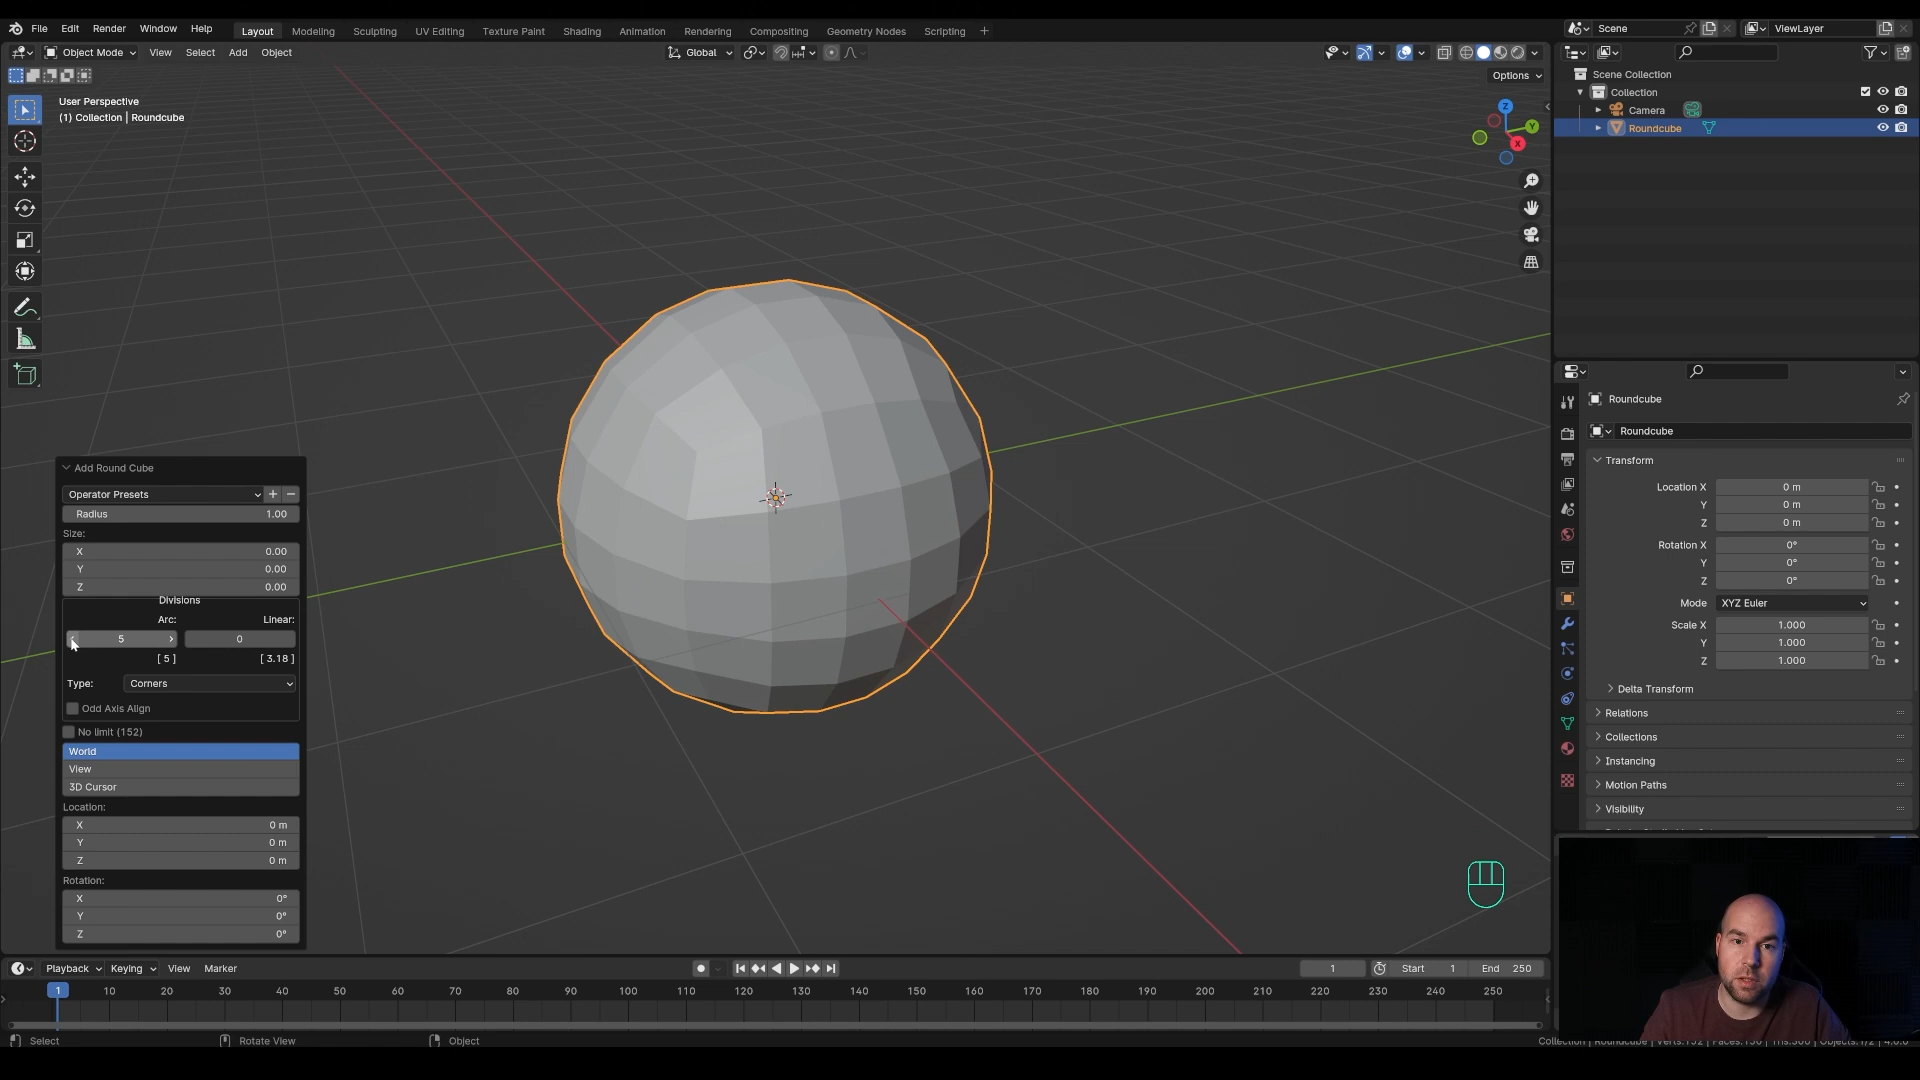 File Edit Render Window Help Layout Modeling Sculpting UV Editing Texture Paint Shading Animation Rendering Compositing Geometry Nodes Scripting + Scene ViewLayer
Object Mode View Select Add Object Global
Options
User Perspective
(1) Collection | Roundcube
Z
Y
X
Scene Collection
Collection
Camera
Roundcube
Roundcube
Roundcube
Transform
Location X 0 m
Y 0 m
Z 0 m
Rotation X 0°
Y 0°
Z 0°
Mode XYZ Euler
Scale X 1.000
Y 1.000
Z 1.000
Delta Transform
Relations
Collections
Instancing
Motion Paths
Visibility
Add Round Cube
Operator Presets
Radius 1.00
Size:
X 0.00
Y 0.00
Z 0.00
Divisions
Arc: Linear:
5 0
[ 5 ] [ 3.18 ]
Type: Corners
Odd Axis Align
No limit (152)
World
View
3D Cursor
Location:
X 0 m
Y 0 m
Z 0 m
Rotation:
X 0°
Y 0°
Z 0°
Playback Keying View Marker 1 Start 1 End 250
1 10 20 30 40 50 60 70 80 90 100 110 120 130 140 150 160 170 180 190 200 210 220 230 240 250
Select Rotate View Object